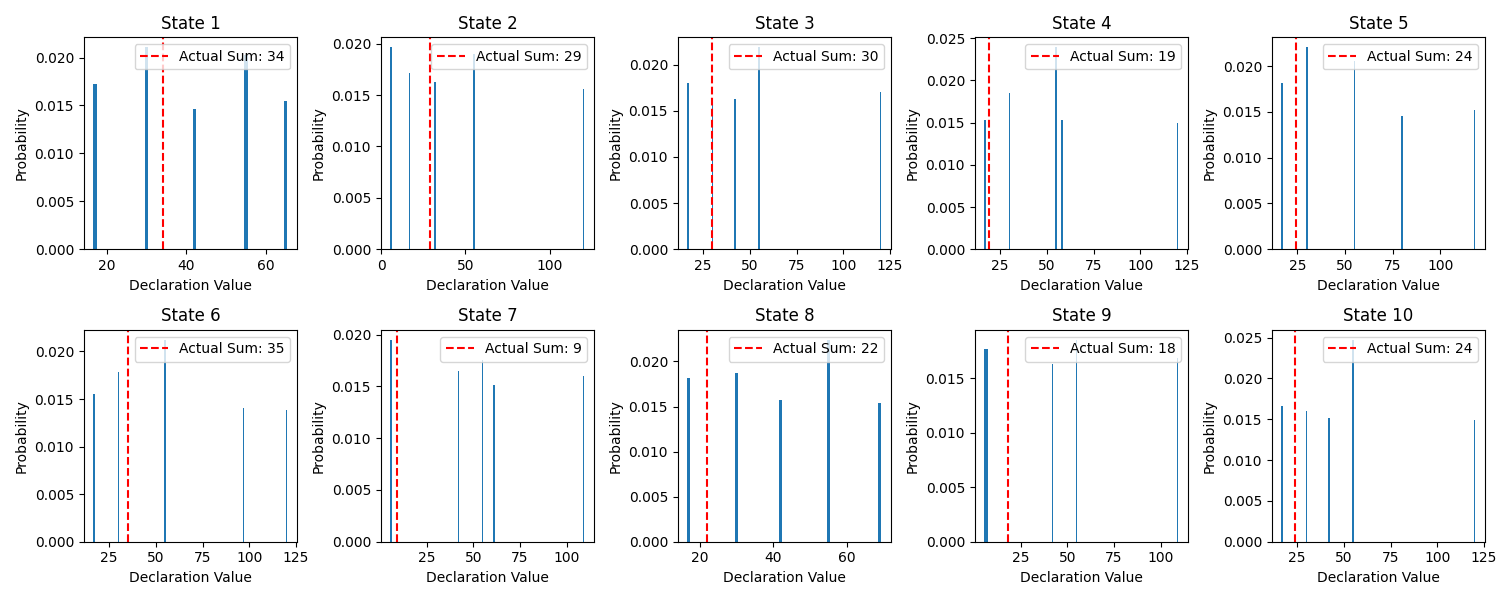 State 1
State 2
State 3
State 4
State 5
Actual Sum: 34
Actual Sum: 29
Actual Sum: 30
Actual Sum: 19
Actual Sum: 24
Probability
0.020
0.015
0.010
0.005
0.000
20
40
60
Declaration Value
Probability
0.020
0.015
0.010
0.005
0.000
0
50
100
Declaration Value
Probability
0.020
0.015
0.010
0.005
0.000
25
50
75
100
125
Declaration Value
Probability
0.025
0.020
0.015
0.010
0.005
0.000
25
50
75
100
125
Declaration Value
Probability
0.020
0.015
0.010
0.005
0.000
25
50
75
100
Declaration Value
State 6
State 7
State 8
State 9
State 10
Actual Sum: 35
Actual Sum: 9
Actual Sum: 22
Actual Sum: 18
Actual Sum: 24
Probability
0.020
0.015
0.010
0.005
0.000
25
50
75
100
125
Declaration Value
Probability
0.020
0.015
0.010
0.005
0.000
25
50
75
100
Declaration Value
Probability
0.020
0.015
0.010
0.005
0.000
20
40
60
Declaration Value
Probability
0.015
0.010
0.005
0.000
25
50
75
100
Declaration Value
Probability
0.025
0.020
0.015
0.010
0.005
0.000
25
50
75
100
125
Declaration Value